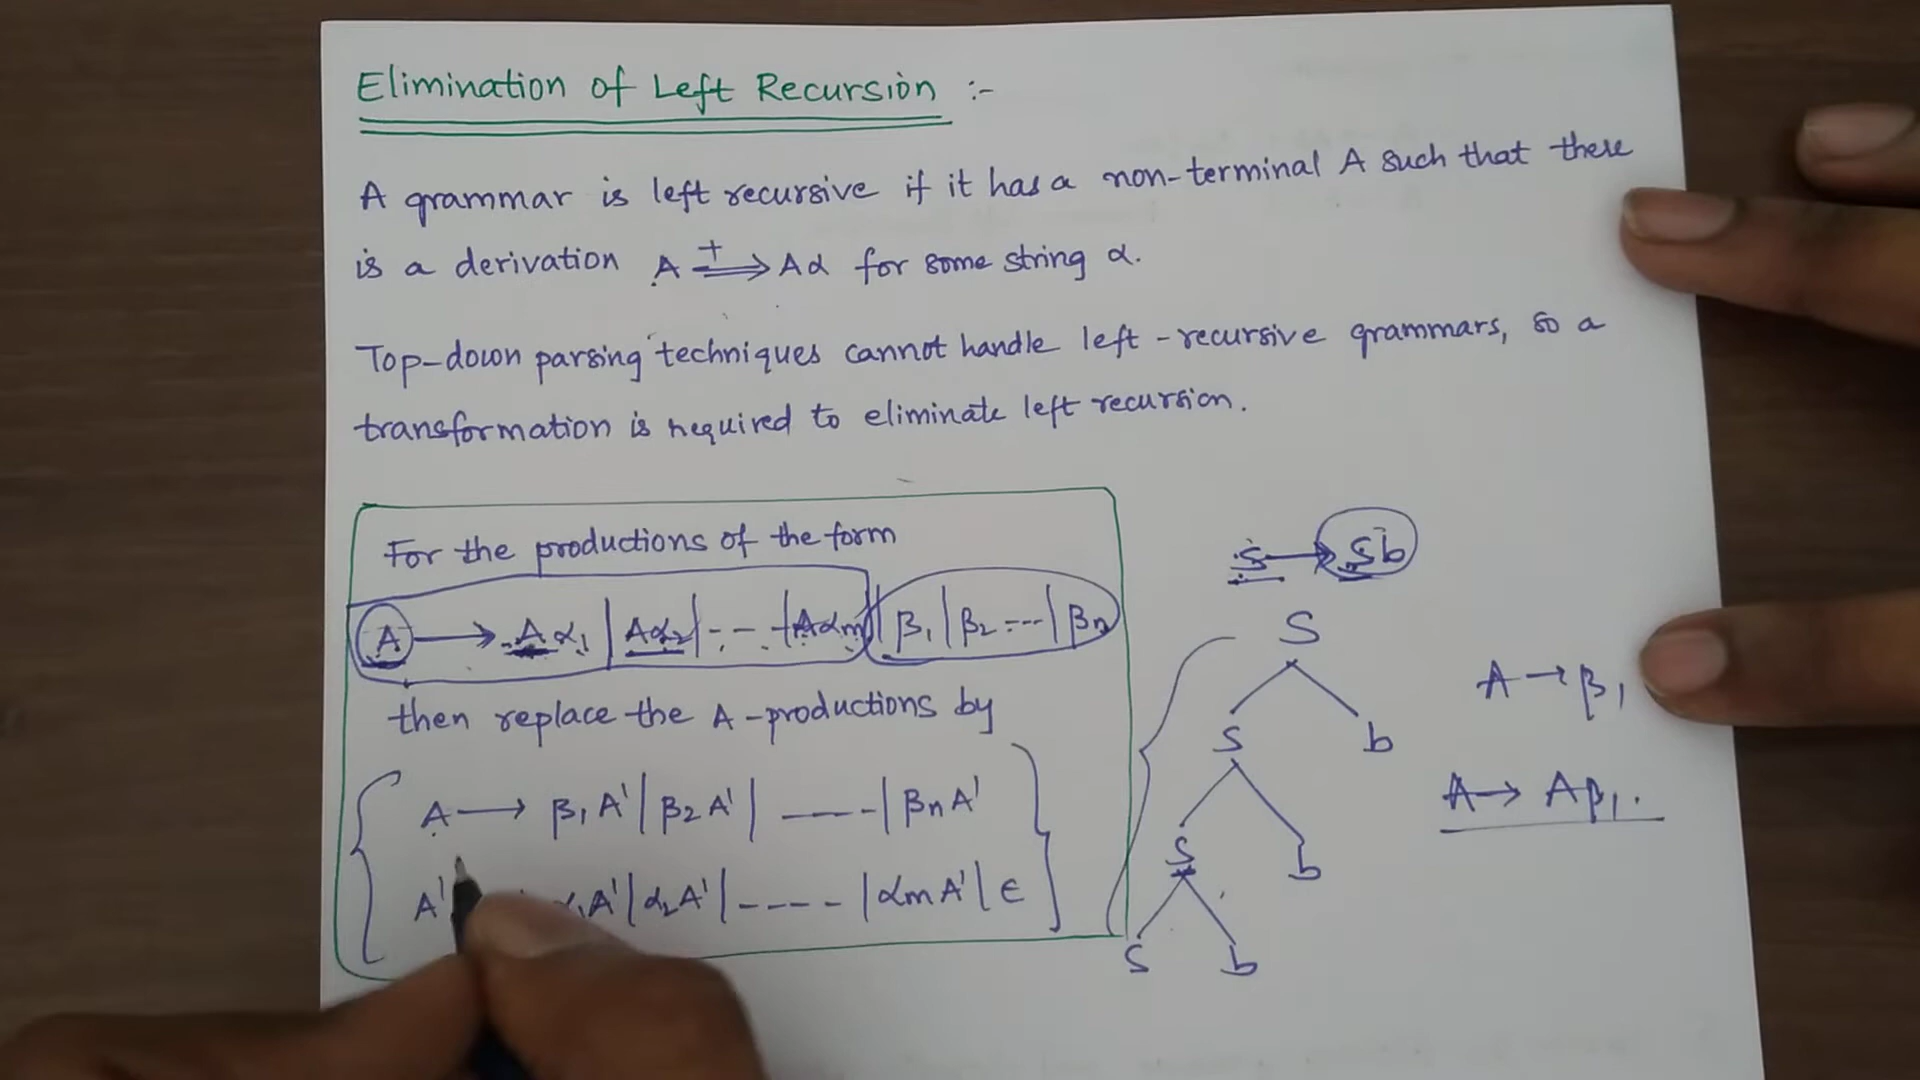 Elimination of Left Recursion :-
A grammar is left recursive if it has a non-terminal A such that there
is a derivation A +⟹ Aα for some string α.
Top-down parsing techniques cannot handle left-recursive grammars, so a
transformation is required to eliminate left recursion.
For the productions of the form
A ⟶ Aα₁ | Aα₂ | - - - | Aαm | β₁ | β₂ --- | βn
then replace the A-productions by
A ⟶ β₁A' | β₂A' | ----- | βnA'
A' α₁A' | α₂A' | ----- | αmA' | ∈
S ⟶ Sb
S
S b
S b
S b
A → β₁
A → Aβ₁.